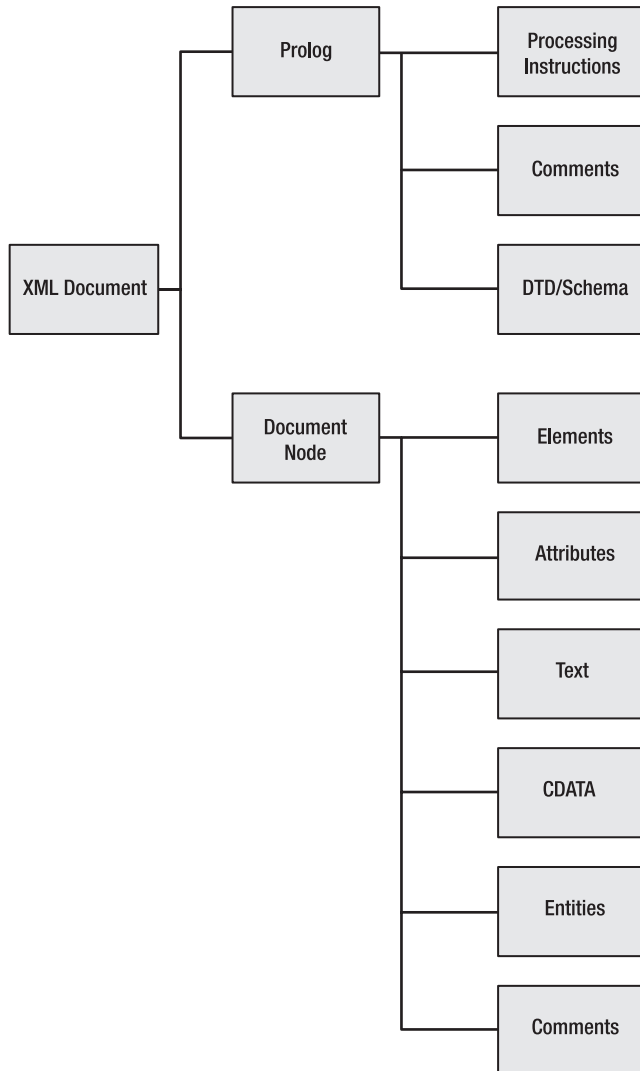 Prolog
Processing
Instructions
Comments
XML Document
DTD/Schema
Document
Node
Elements
Attributes
Text
CDATA
Entities
Comments